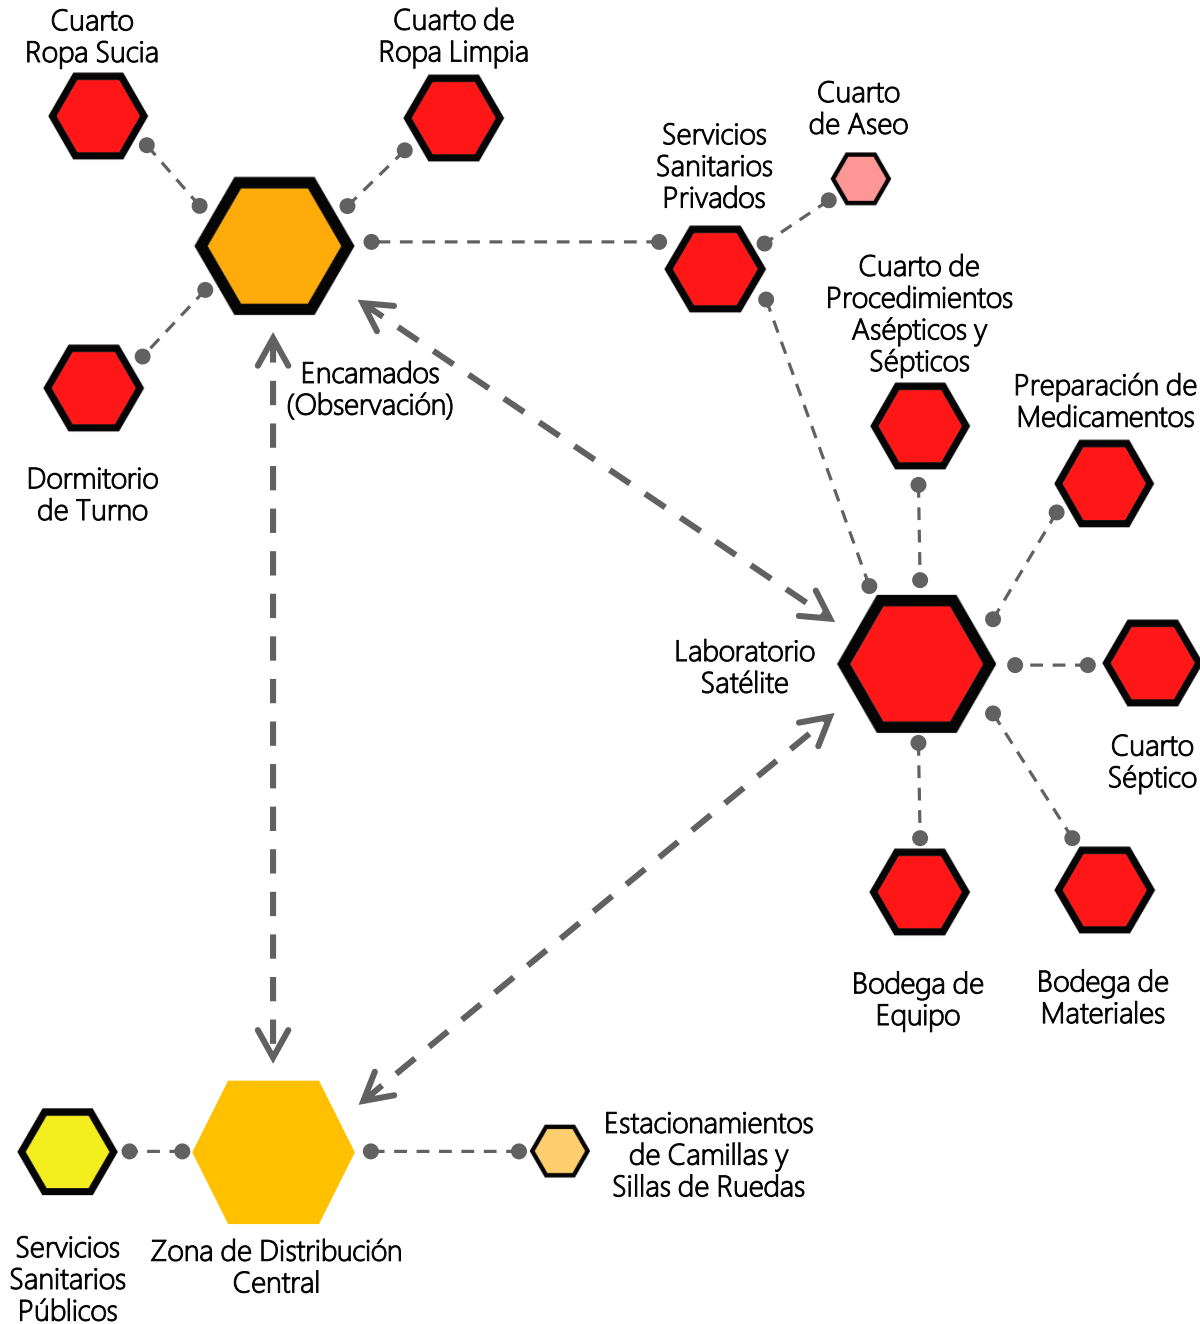 Cuarto
Ropa Sucia
Cuarto de
Ropa Limpia
Cuarto
de Aseo
Servicios
Sanitarios
Privados
Cuarto de
Procedimientos
Asépticos y
Sépticos
Encamados
(Observación)
Preparación de
Medicamentos
Dormitorio
de Turno
Laboratorio
Satélite
Cuarto
Séptico
Bodega de
Equipo
Bodega de
Materiales
Estacionamientos
de Camillas y
Sillas de Ruedas
Servicios
Sanitarios
Públicos
Zona de Distribución
Central